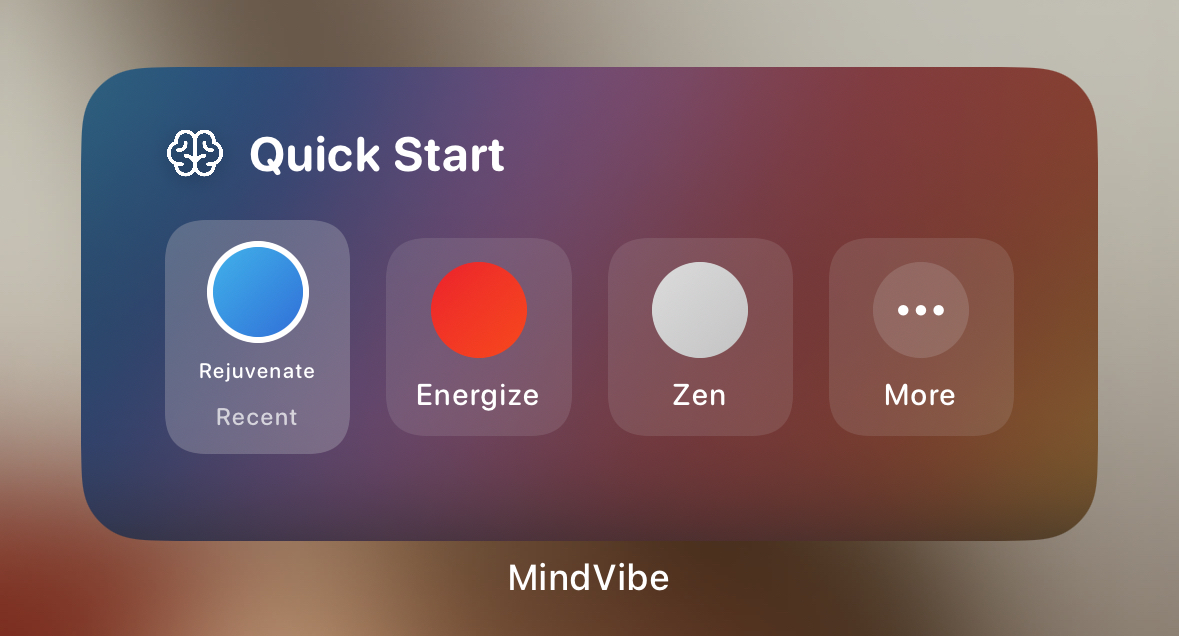 Quick Start
Rejuvenate
Recent
Energize
Zen
More
MindVibe